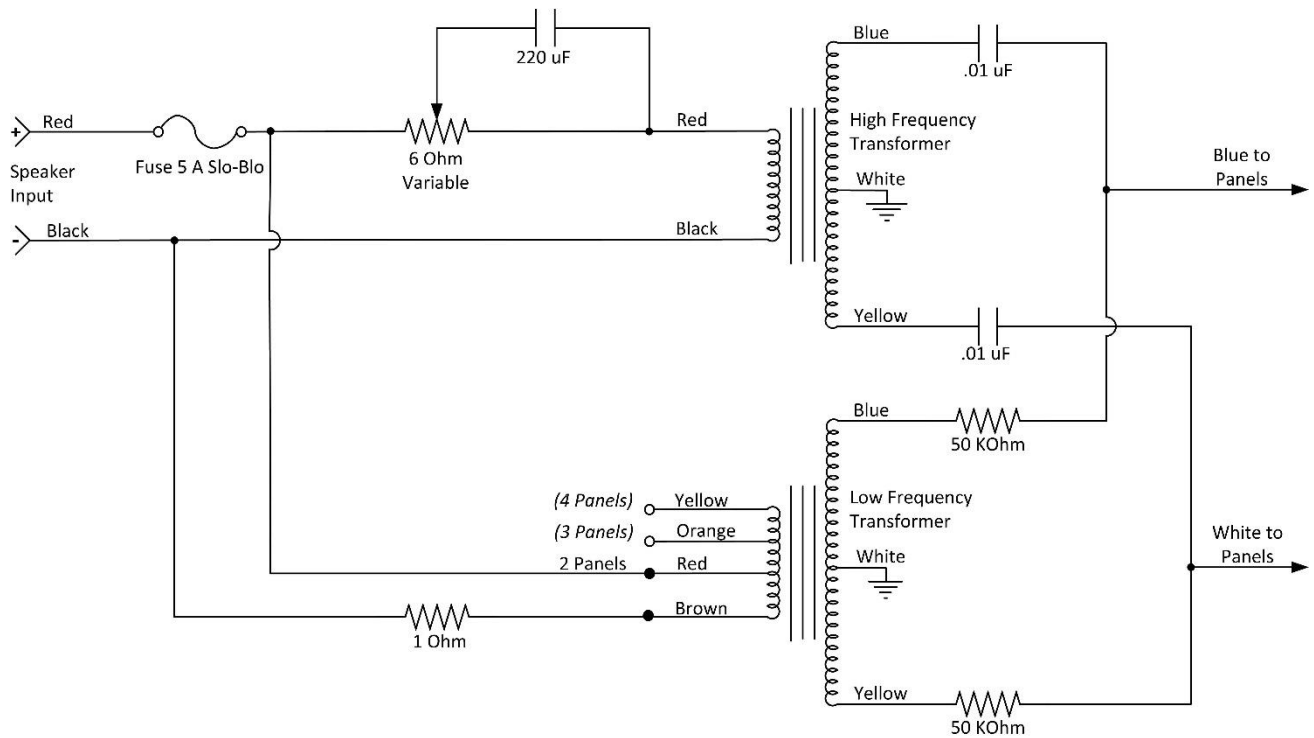 Blue
220 uF
.01 uF
+
Red
Red
High Frequency
Transformer
Fuse 5 A Slo-Blo
6 Ohm
Variable
Speaker
Input
White
Blue to
Panels
-
Black
Black
Yellow
.01 uF
Blue
50 KOhm
(4 Panels)
Yellow
Low Frequency
Transformer
(3 Panels)
Orange
2 Panels
Red
White
White to
Panels
Brown
1 Ohm
Yellow
50 KOhm